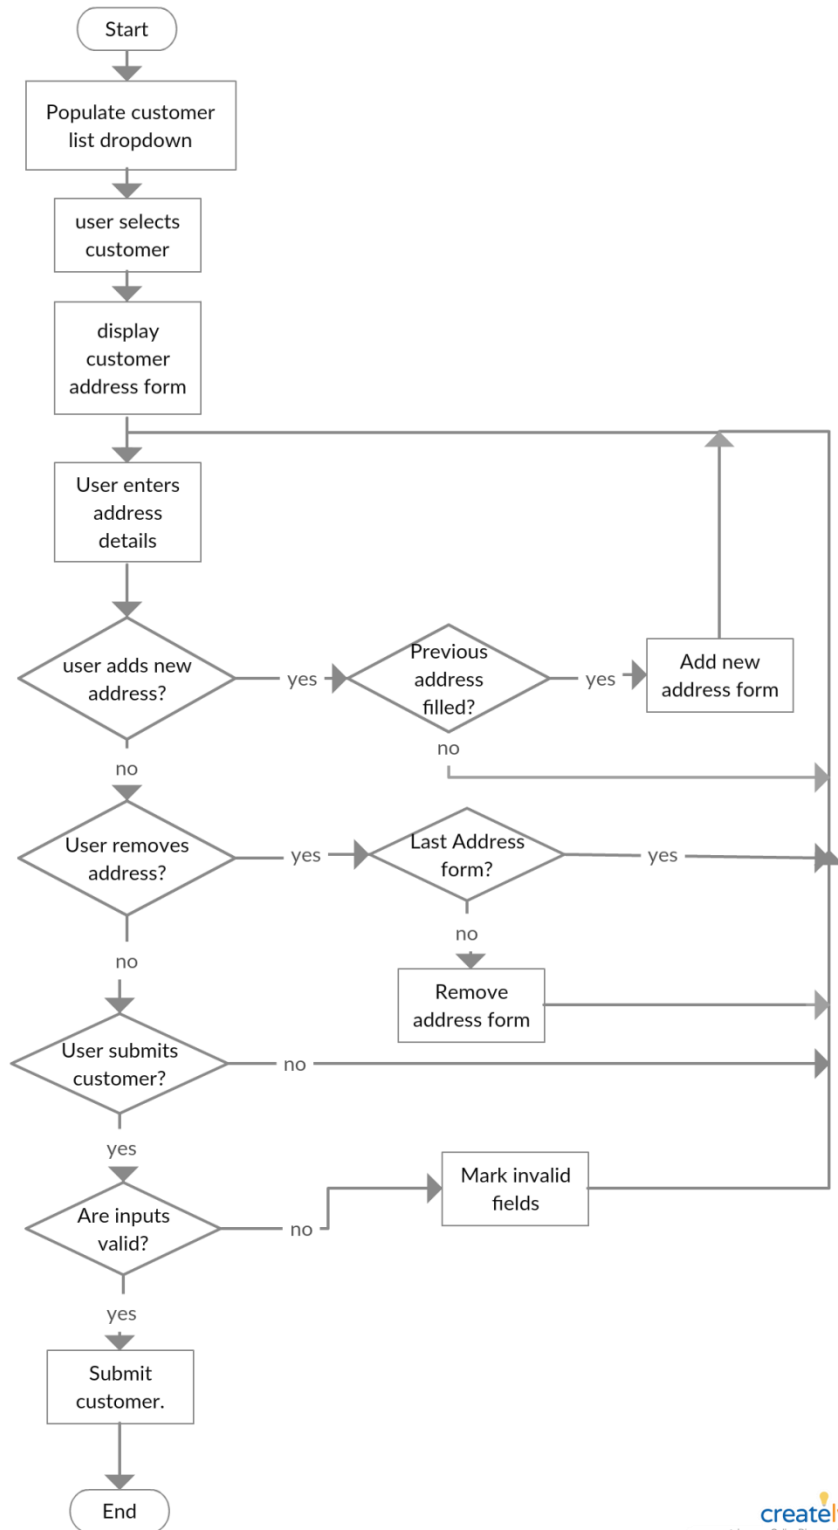 Start
Populate customer
list dropdown
user selects
customer
display
customer
address form
User enters
address
details
user adds new
address?
yes
Previous
address
filled?
yes
Add new
address form
no
no
User removes
address?
yes
Last Address
form?
yes
no
no
Remove
address form
User submits
customer?
no
yes
Mark invalid
fields
Are inputs
valid?
no
yes
Submit
customer.
End
create